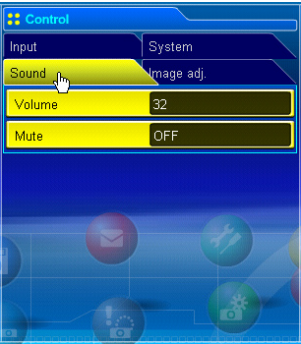 Control
Input System
Sound Image adj.
Volume 32
Mute OFF